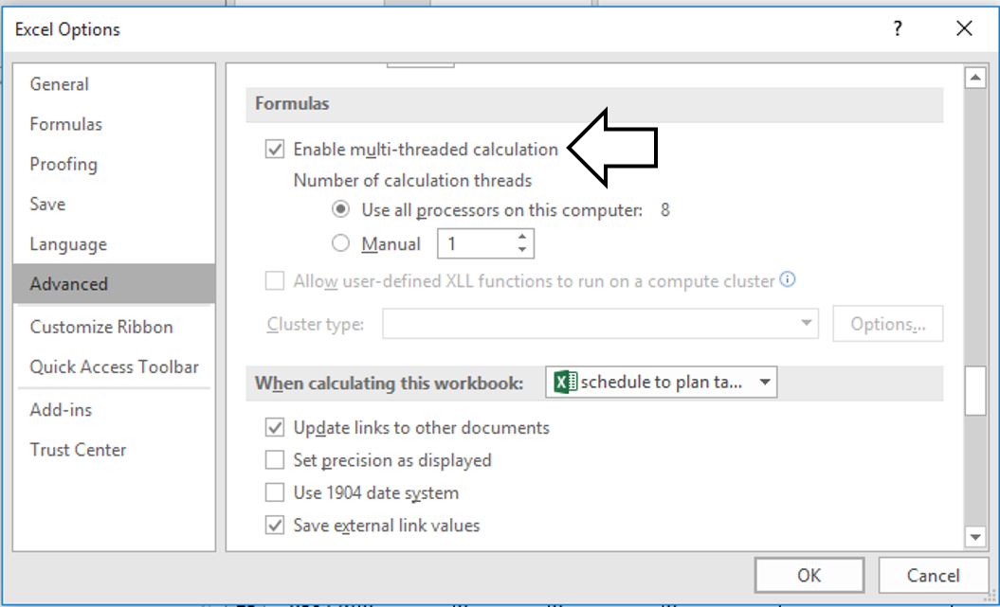 Excel Options
?
General
Formulas
Proofing
Save
Language
Advanced
Customize Ribbon
Quick Access Toolbar
Add-ins
Trust Center
Formulas
Enable multi-threaded calculation
Number of calculation threads
Use all processors on this computer: 8
Manual 1
Allow user-defined XLL functions to run on a compute cluster
Cluster type: Options...
When calculating this workbook: schedule to plan ta...
Update links to other documents
Set precision as displayed
Use 1904 date system
Save external link values
OK Cancel